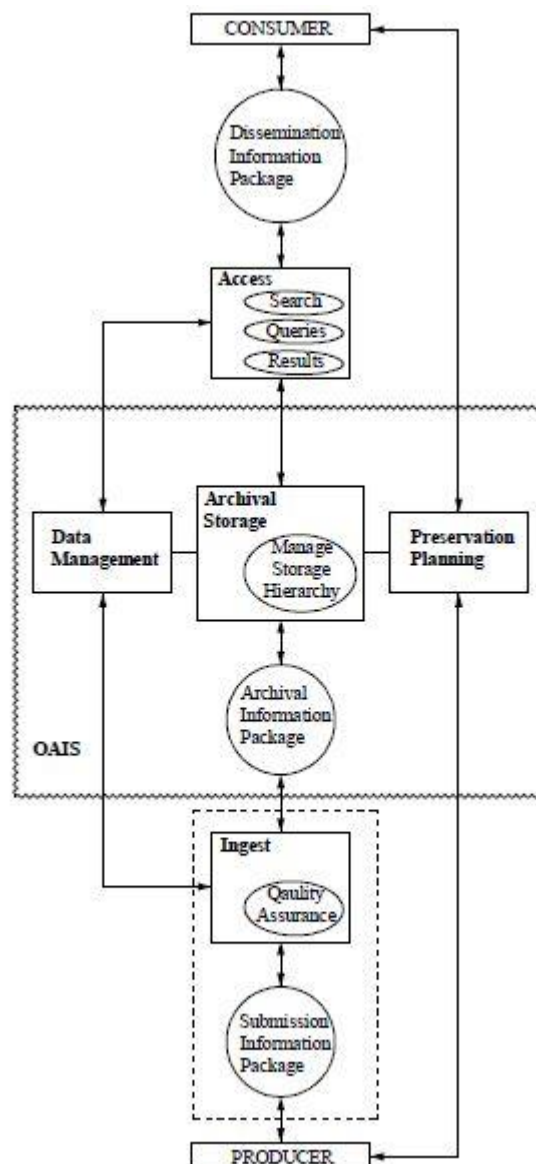 CONSUMER
Dissemination
Information
Package
Access
Search
Queries
Results
Archival
Storage
Manage
Storage
Hierarchy
Data
Management
Preservation
Planning
Archival
Information
Package
OAIS
Ingest
Qaulity
Assurance
Submission
Information
Package
PRODUCER